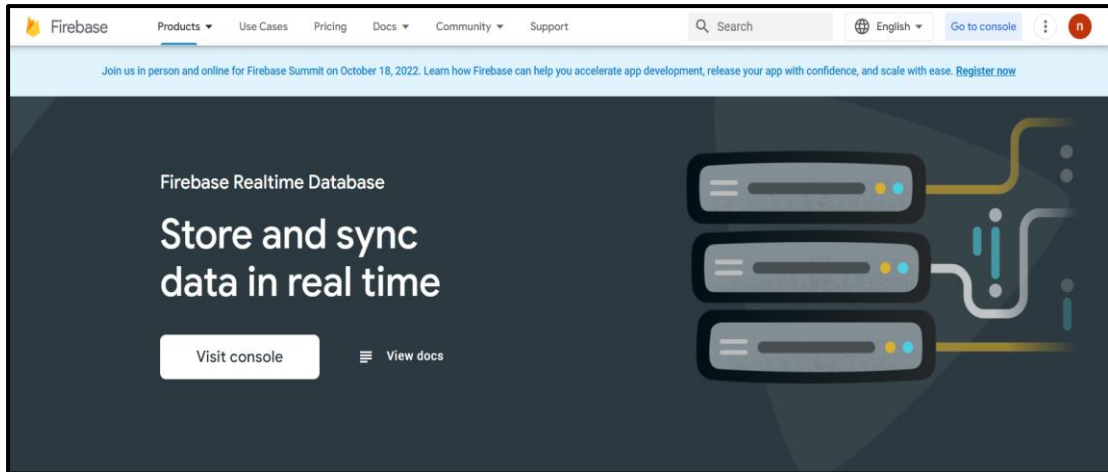 Firebase Products Use Cases Pricing Docs Community Support Search English Go to console n
Join us in person and online for Firebase Summit on October 18, 2022. Learn how Firebase can help you accelerate app development, release your app with confidence, and scale with ease. Register now
Firebase Realtime Database
Store and sync
data in real time
Visit console View docs